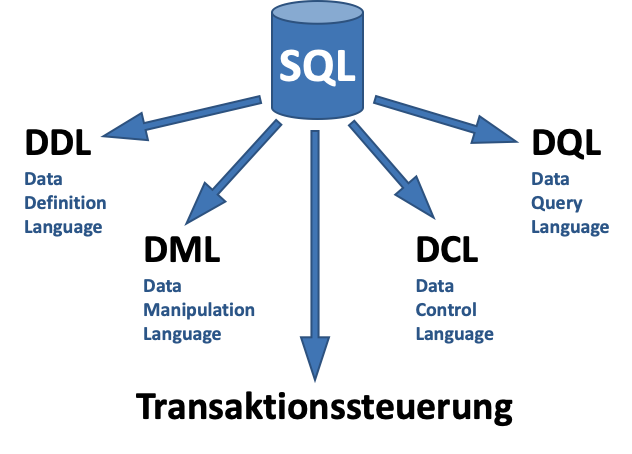 SQL
DDL
Data
Definition
Language
DML
Data
Manipulation
Language
Transaktionssteuerung
DCL
Data
Control
Language
DQL
Data
Query
Language